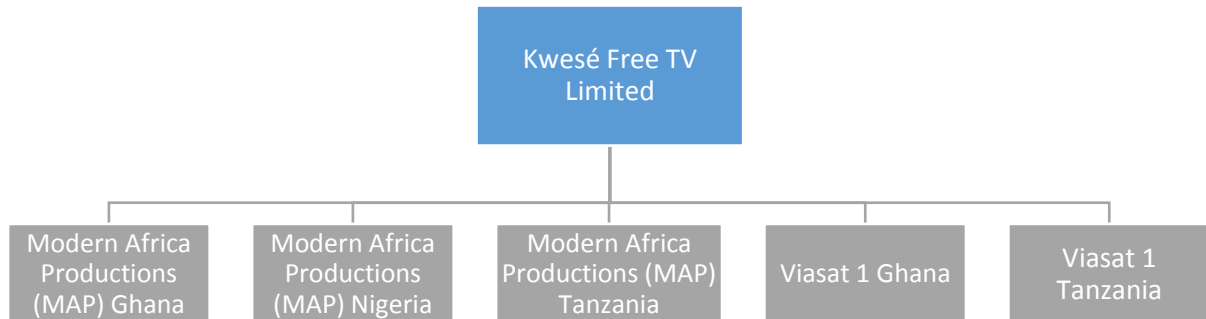 Kwesé Free TV
Limited
Modern Africa
Productions
(MAP) Ghana
Modern Africa
Productions
(MAP) Nigeria
Modern Africa
Productions (MAP)
Tanzania
Viasat 1 Ghana
Viasat 1
Tanzania